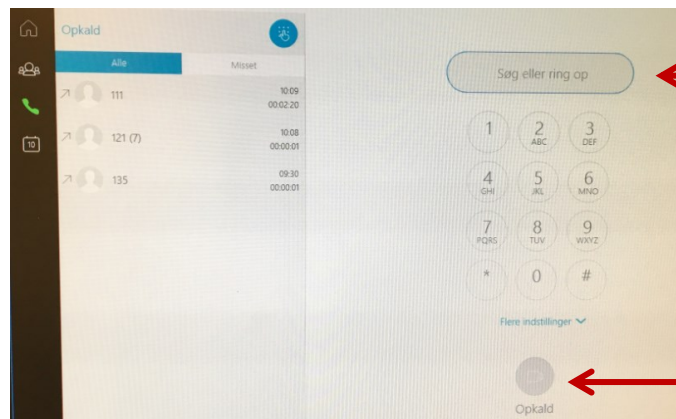 Opkald
Alle
Misset
111
10:09
00:02:20
121 (7)
10:08
00:00:01
135
09:30
00:00:01
10
Søg eller ring op
1
2
ABC
3
DEF
4
GHI
5
JKL
6
MNO
7
PQRS
8
TUV
9
WXYZ
*
0
#
Flere indstillinger
Opkald